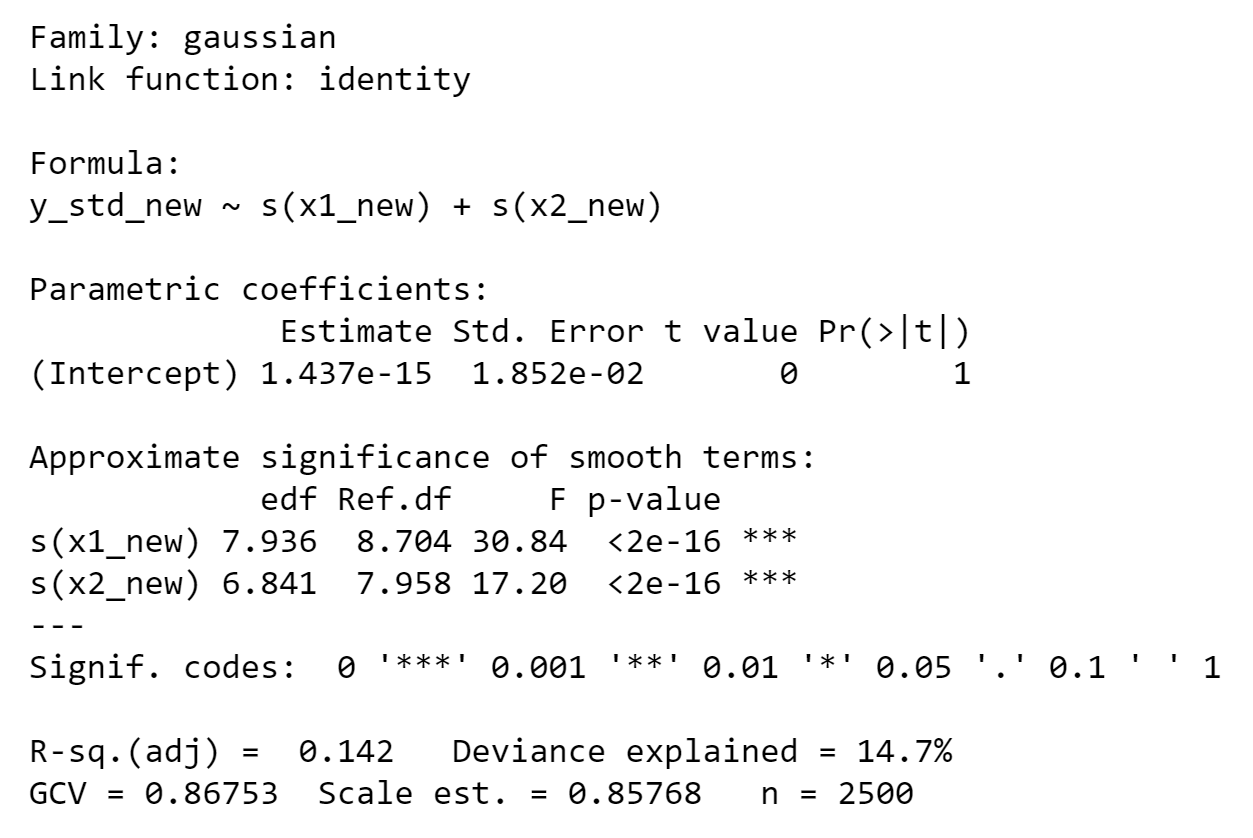 Family: gaussian
Link function: identity
Formula:
y_std_new ~ s(x1_new) + s(x2_new)
Parametric coefficients:
Estimate Std. Error t value Pr(>|t|)
(Intercept) 1.437e-15 1.852e-02 0 1
Approximate significance of smooth terms:
edf Ref.df F p-value
s(x1_new) 7.936 8.704 30.84 <2e-16 ***
s(x2_new) 6.841 7.958 17.20 <2e-16 ***
---
Signif. codes: 0 '***' 0.001 '**' 0.01 '*' 0.05 '.' 0.1 ' ' 1
R-sq.(adj) = 0.142 Deviance explained = 14.7%
GCV = 0.86753 Scale est. = 0.85768 n = 2500